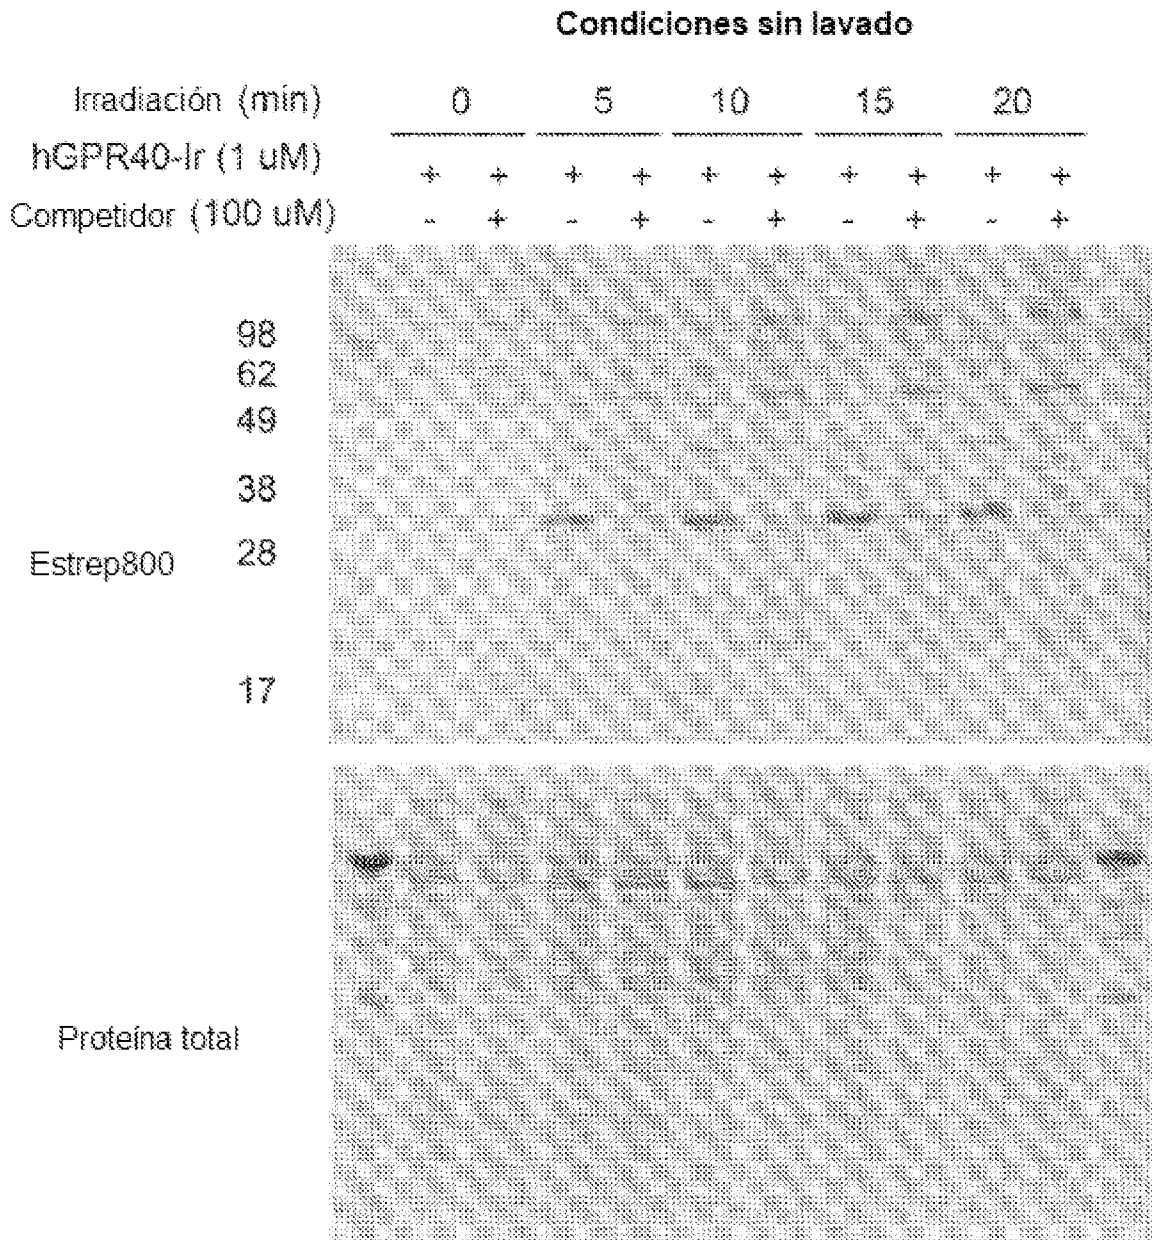 Condiciones sin lavado
Irradiación (min) 0 5 10 15 20
hGPR40-Ir (1 uM) + + + + + + + + + +
Competidor (100 uM) - + - + - + - + - +
98
62
49
38
28
Estrep800
17
Proteína total